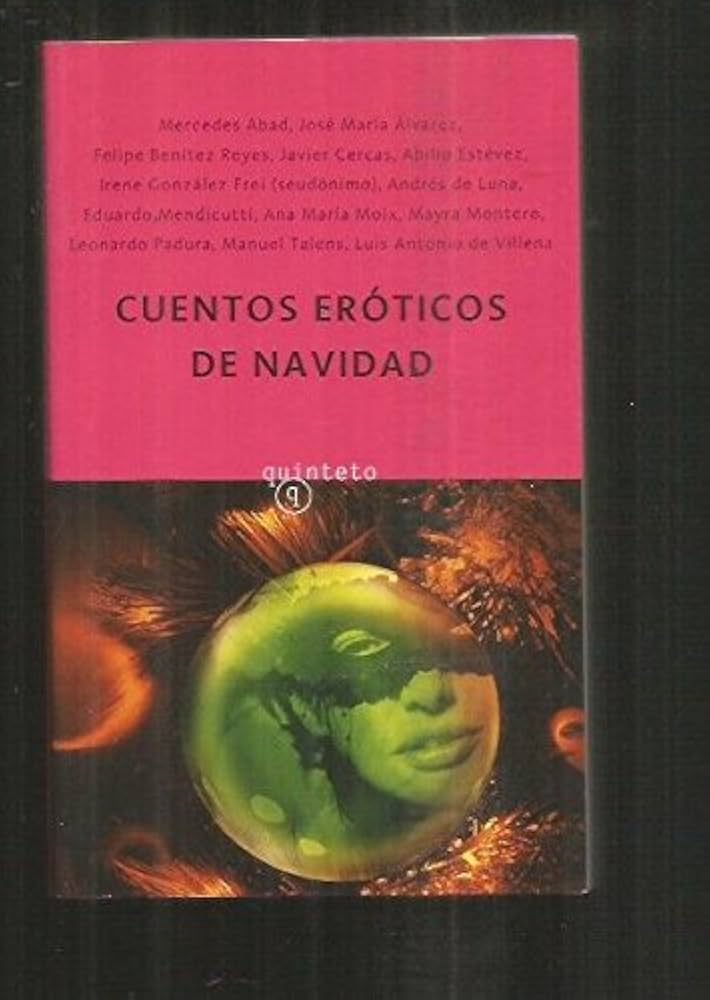 Mercedes Abad, José María Álvarez,
Felipe Benítez Reyes, Javier Cercas, Abilio Estévez,
Irene González Frei (seudónimo), Andrés de Luna,
Eduardo Mendicutti, Ana María Moix, Mayra Montero,
Leonardo Padura, Manuel Talens, Luis Antonio de Villena
CUENTOS ERÓTICOS
DE NAVIDAD
quinteto
q